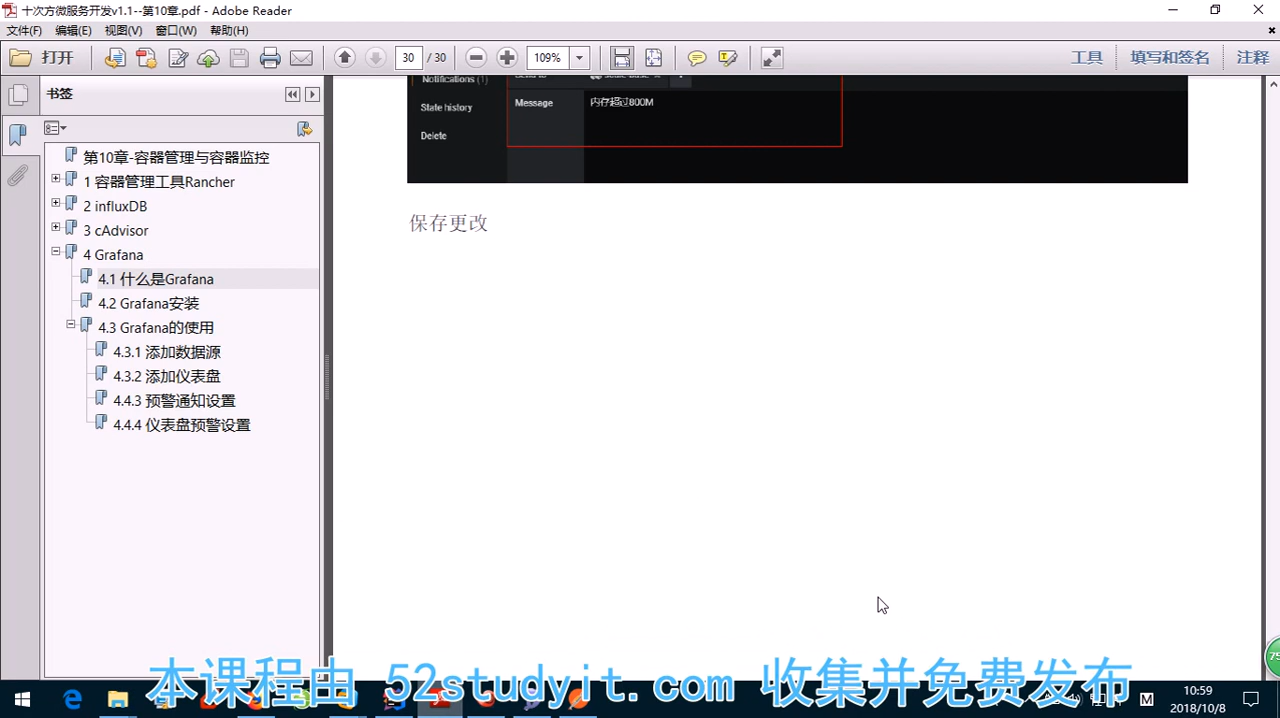 十次方微服务开发v1.1--第10章.pdf - Adobe Reader
文件(F) 编辑(E) 视图(V) 窗口(W) 帮助(H)
打开 30 / 30 109% 工具 填写和签名 注释
书签
第10章-容器管理与容器监控
1 容器管理工具Rancher
2 influxDB
3 cAdvisor
4 Grafana
4.1 什么是Grafana
4.2 Grafana安装
4.3 Grafana的使用
4.3.1 添加数据源
4.3.2 添加仪表盘
4.4.3 预警通知设置
4.4.4 仪表盘预警设置
Notifications (1)
State history
Delete
Message 内存超过800M
保存更改
本课程由 52studyit.com 收集并免费发布
75
M
10:59
2018/10/8